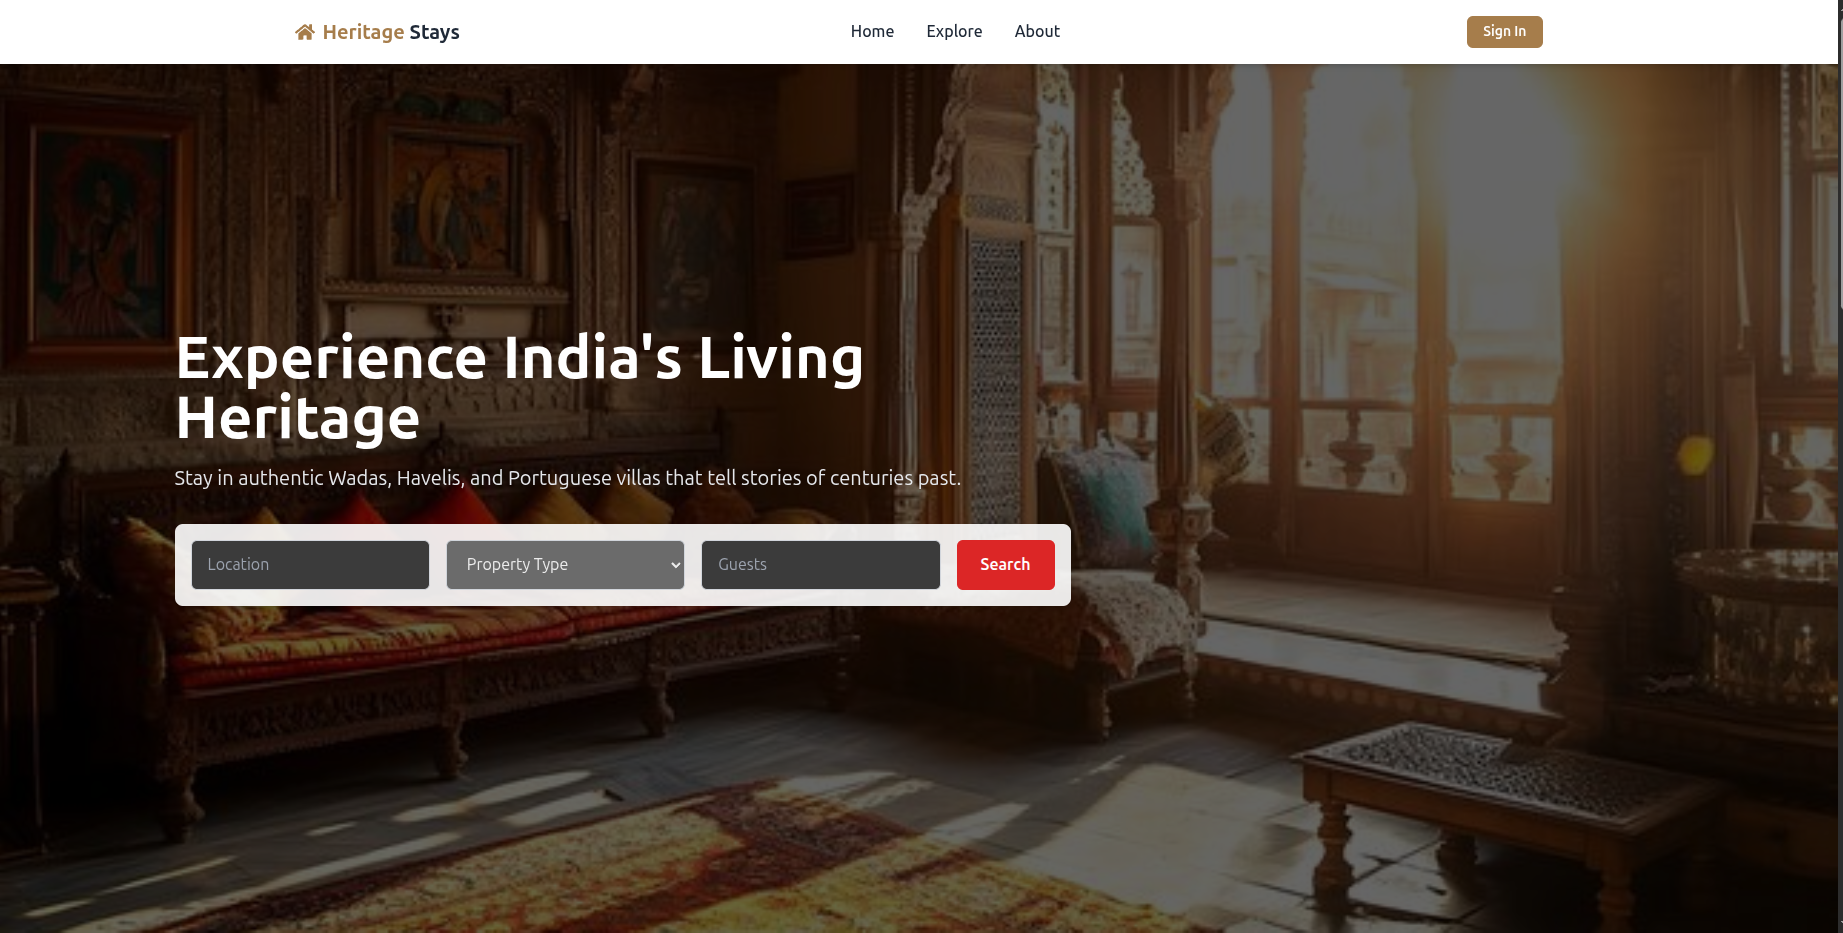 Heritage Stays
Home Explore About
Sign In
Experience India's Living
Heritage
Stay in authentic Wadas, Havelis, and Portuguese villas that tell stories of centuries past.
Location Property Type Guests Search